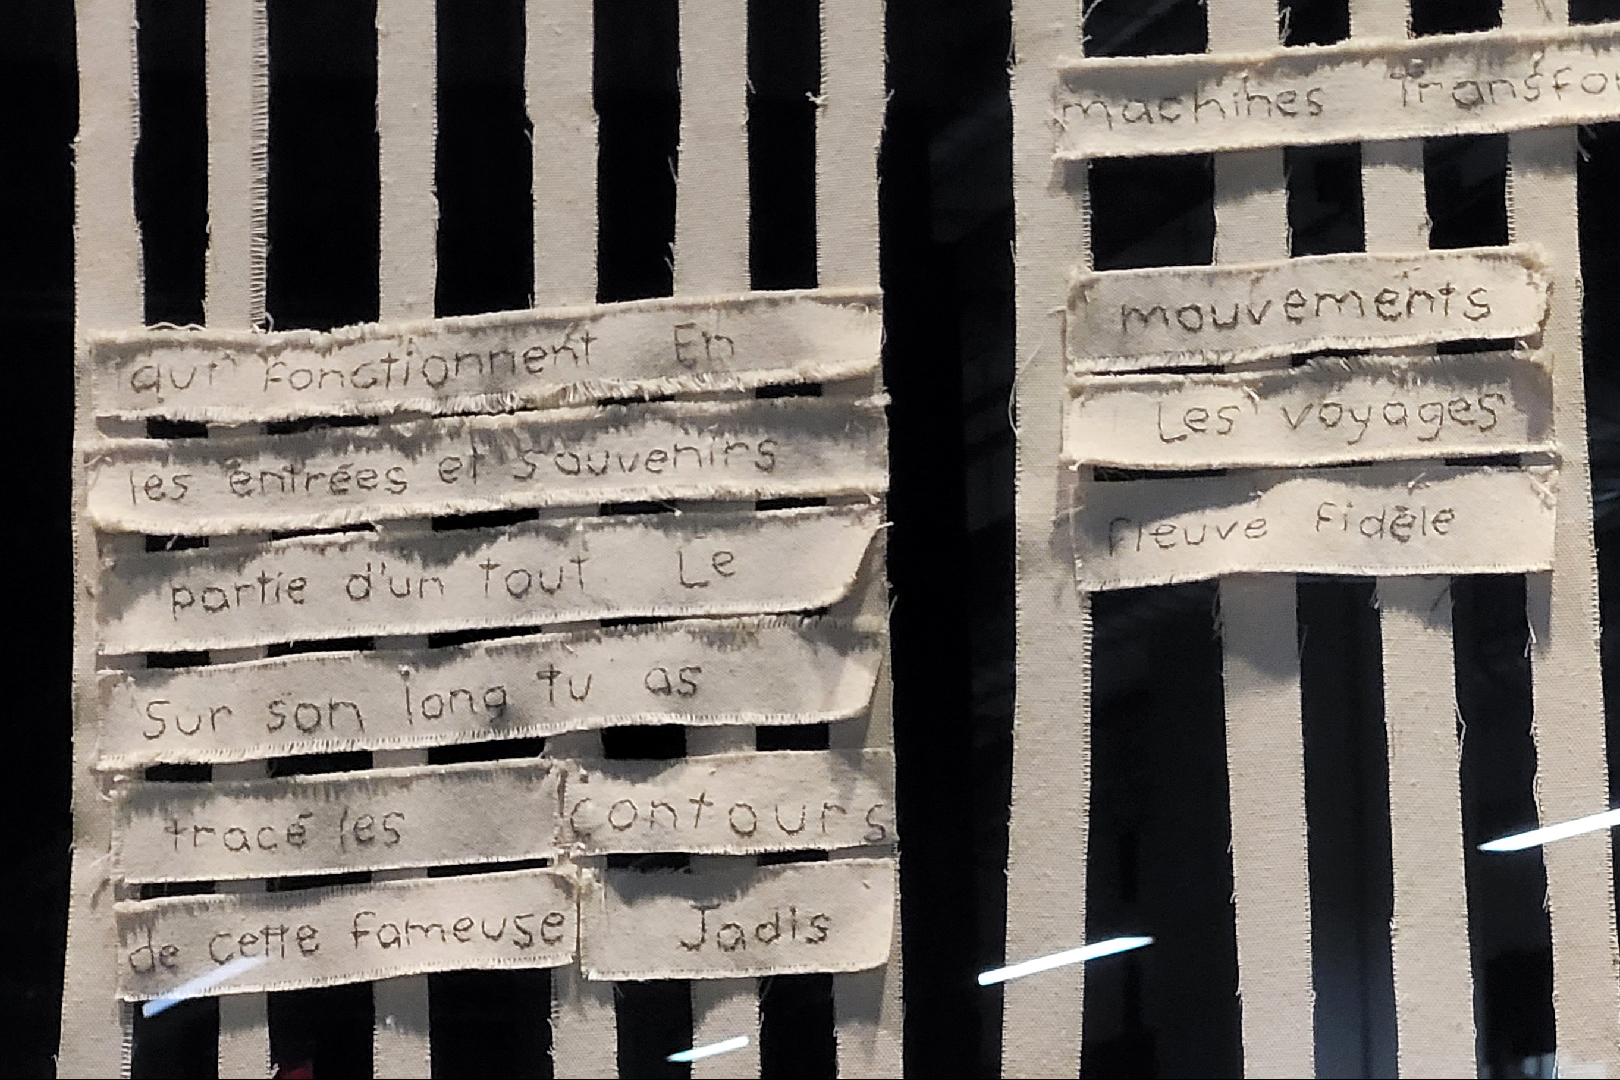 qui fonctionnent En
les entrées et souvenirs
partie d'un tout Le
Sur son long tu as
tracé les contours
de cette fameuse Jadis
machines Transfo
mouvements
Les voyages
fleuve fidèle